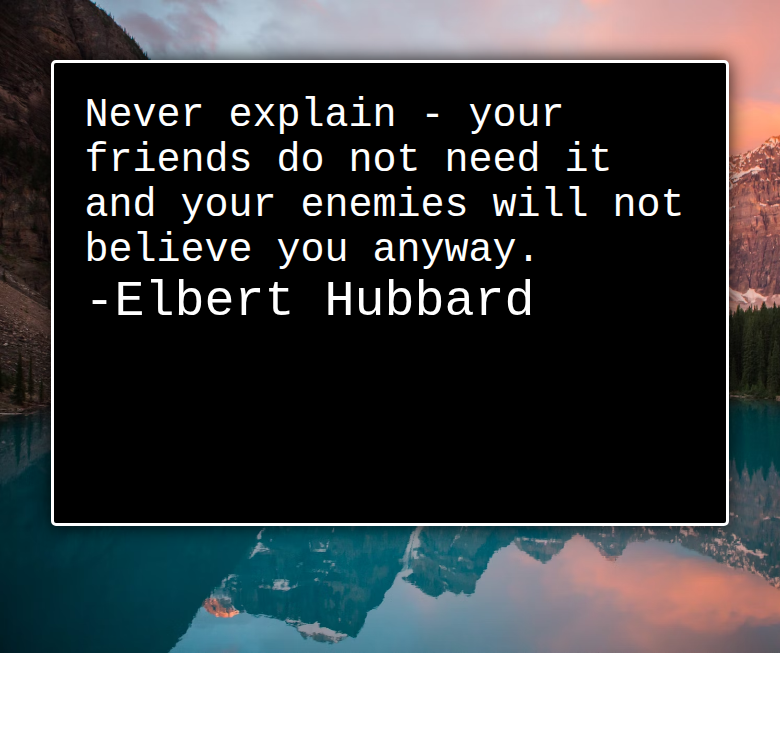 Never explain - your
friends do not need it
and your enemies will not
believe you anyway.
-Elbert Hubbard